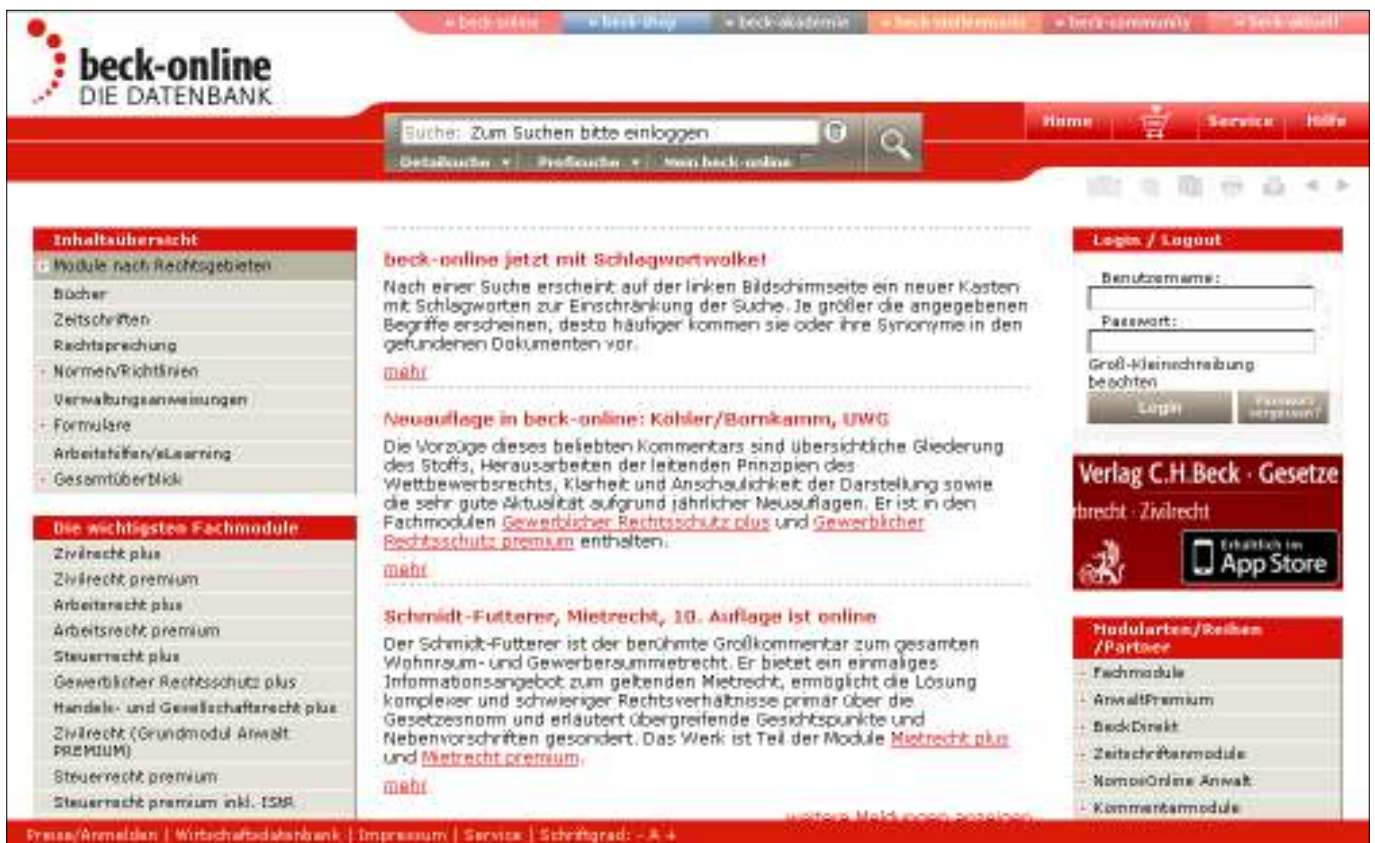 beck-online
beck-shop
beck-akademie
beck-stellenmarkt
beck-community
beck-aktuell
beck-online
DIE DATENBANK
Home
Service
Hilfe
Suche: Zum Suchen bitte einloggen
Detailsuche
Profisuche
Mein beck-online
Inhaltsübersicht
Module nach Rechtsgebieten
Bücher
Zeitschriften
Rechtsprechung
Normen/Richtlinien
Verwaltungsanweisungen
Formulare
Arbeitshilfen/eLearning
Gesamtüberblick
Die wichtigsten Fachmodule
Zivilrecht plus
Zivilrecht premium
Arbeitsrecht plus
Arbeitsrecht premium
Steuerrecht plus
Gewerblicher Rechtsschutz plus
Handels- und Gesellschaftsrecht plus
Zivilrecht (Grundmodul Anwalt
PREMIUM)
Steuerrecht premium
Steuerrecht premium inkl. IStR
beck-online jetzt mit Schlagwortwolke!
Nach einer Suche erscheint auf der linken Bildschirmseite ein neuer Kasten
mit Schlagworten zur Einschränkung der Suche. Je größer die angegebenen
Begriffe erscheinen, desto häufiger kommen sie oder ihre Synonyme in den
gefundenen Dokumenten vor.
mehr
Neuauflage in beck-online: Köhler/Bornkamm, UWG
Die Vorzüge dieses beliebten Kommentars sind übersichtliche Gliederung
des Stoffs, Herausarbeiten der leitenden Prinzipien des
Wettbewerbsrechts, Klarheit und Anschaulichkeit der Darstellung sowie
die sehr gute Aktualität aufgrund jährlicher Neuauflagen. Er ist in den
Fachmodulen Gewerblicher Rechtsschutz plus und Gewerblicher
Rechtsschutz premium enthalten.
mehr
Schmidt-Futterer, Mietrecht, 10. Auflage ist online
Der Schmidt-Futterer ist der berühmte Großkommentar zum gesamten
Wohnraum- und Gewerberaummietrecht. Er bietet ein einmaliges
Informationsangebot zum geltenden Mietrecht, ermöglicht die Lösung
komplexer und schwieriger Rechtsverhältnisse primär über die
Gesetzesnorm und erläutert übergreifende Gesichtspunkte und
Nebenvorschriften gesondert. Das Werk ist Teil der Module Mietrecht plus
und Mietrecht premium.
mehr
weitere Meldungen anzeigen
Login / Logout
Benutzername:
Passwort:
Groß-Kleinschreibung
beachten
Login
Passwort
vergessen?
Verlag C.H.Beck · Gesetze
rbrecht · Zivilrecht
Erhältlich im
App Store
Modularten/Reihen
/Partner
Fachmodule
AnwaltPremium
BeckDirekt
Zeitschriftenmodule
NomosOnline Anwalt
Kommentarmodule
Preise/Anmelden | Wirtschaftsdatenbank | Impressum | Service | Schriftgrad: - A +